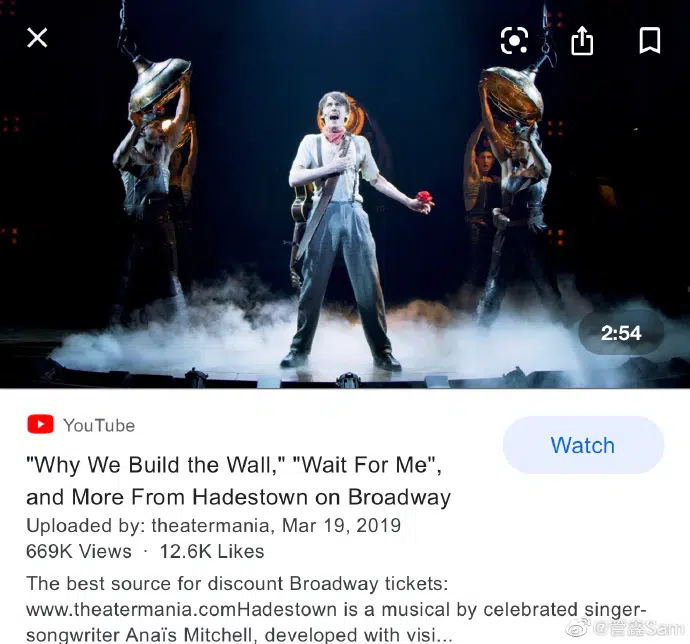 2:54
YouTube
Watch
"Why We Build the Wall," "Wait For Me",
and More From Hadestown on Broadway
Uploaded by: theatermania, Mar 19, 2019
669K Views · 12.6K Likes
The best source for discount Broadway tickets:
www.theatermania.comHadestown is a musical by celebrated singer-
songwriter Anaïs Mitchell, developed with visi...
@管鑫Sam